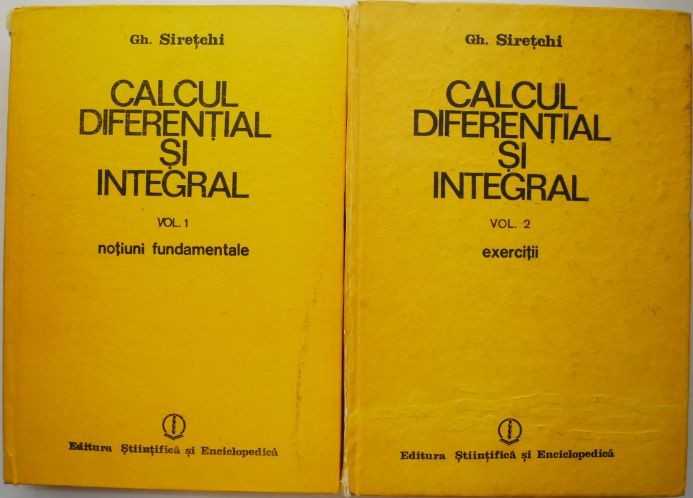 Gh. Sirețchi
CALCUL
DIFERENȚIAL
ȘI
INTEGRAL
VOL. 1
noțiuni fundamentale
Editura Științifică și Enciclopedică
Gh. Sirețchi
CALCUL
DIFERENȚIAL
ȘI
INTEGRAL
VOL. 2
exerciții
Editura Științifică și Enciclopedică